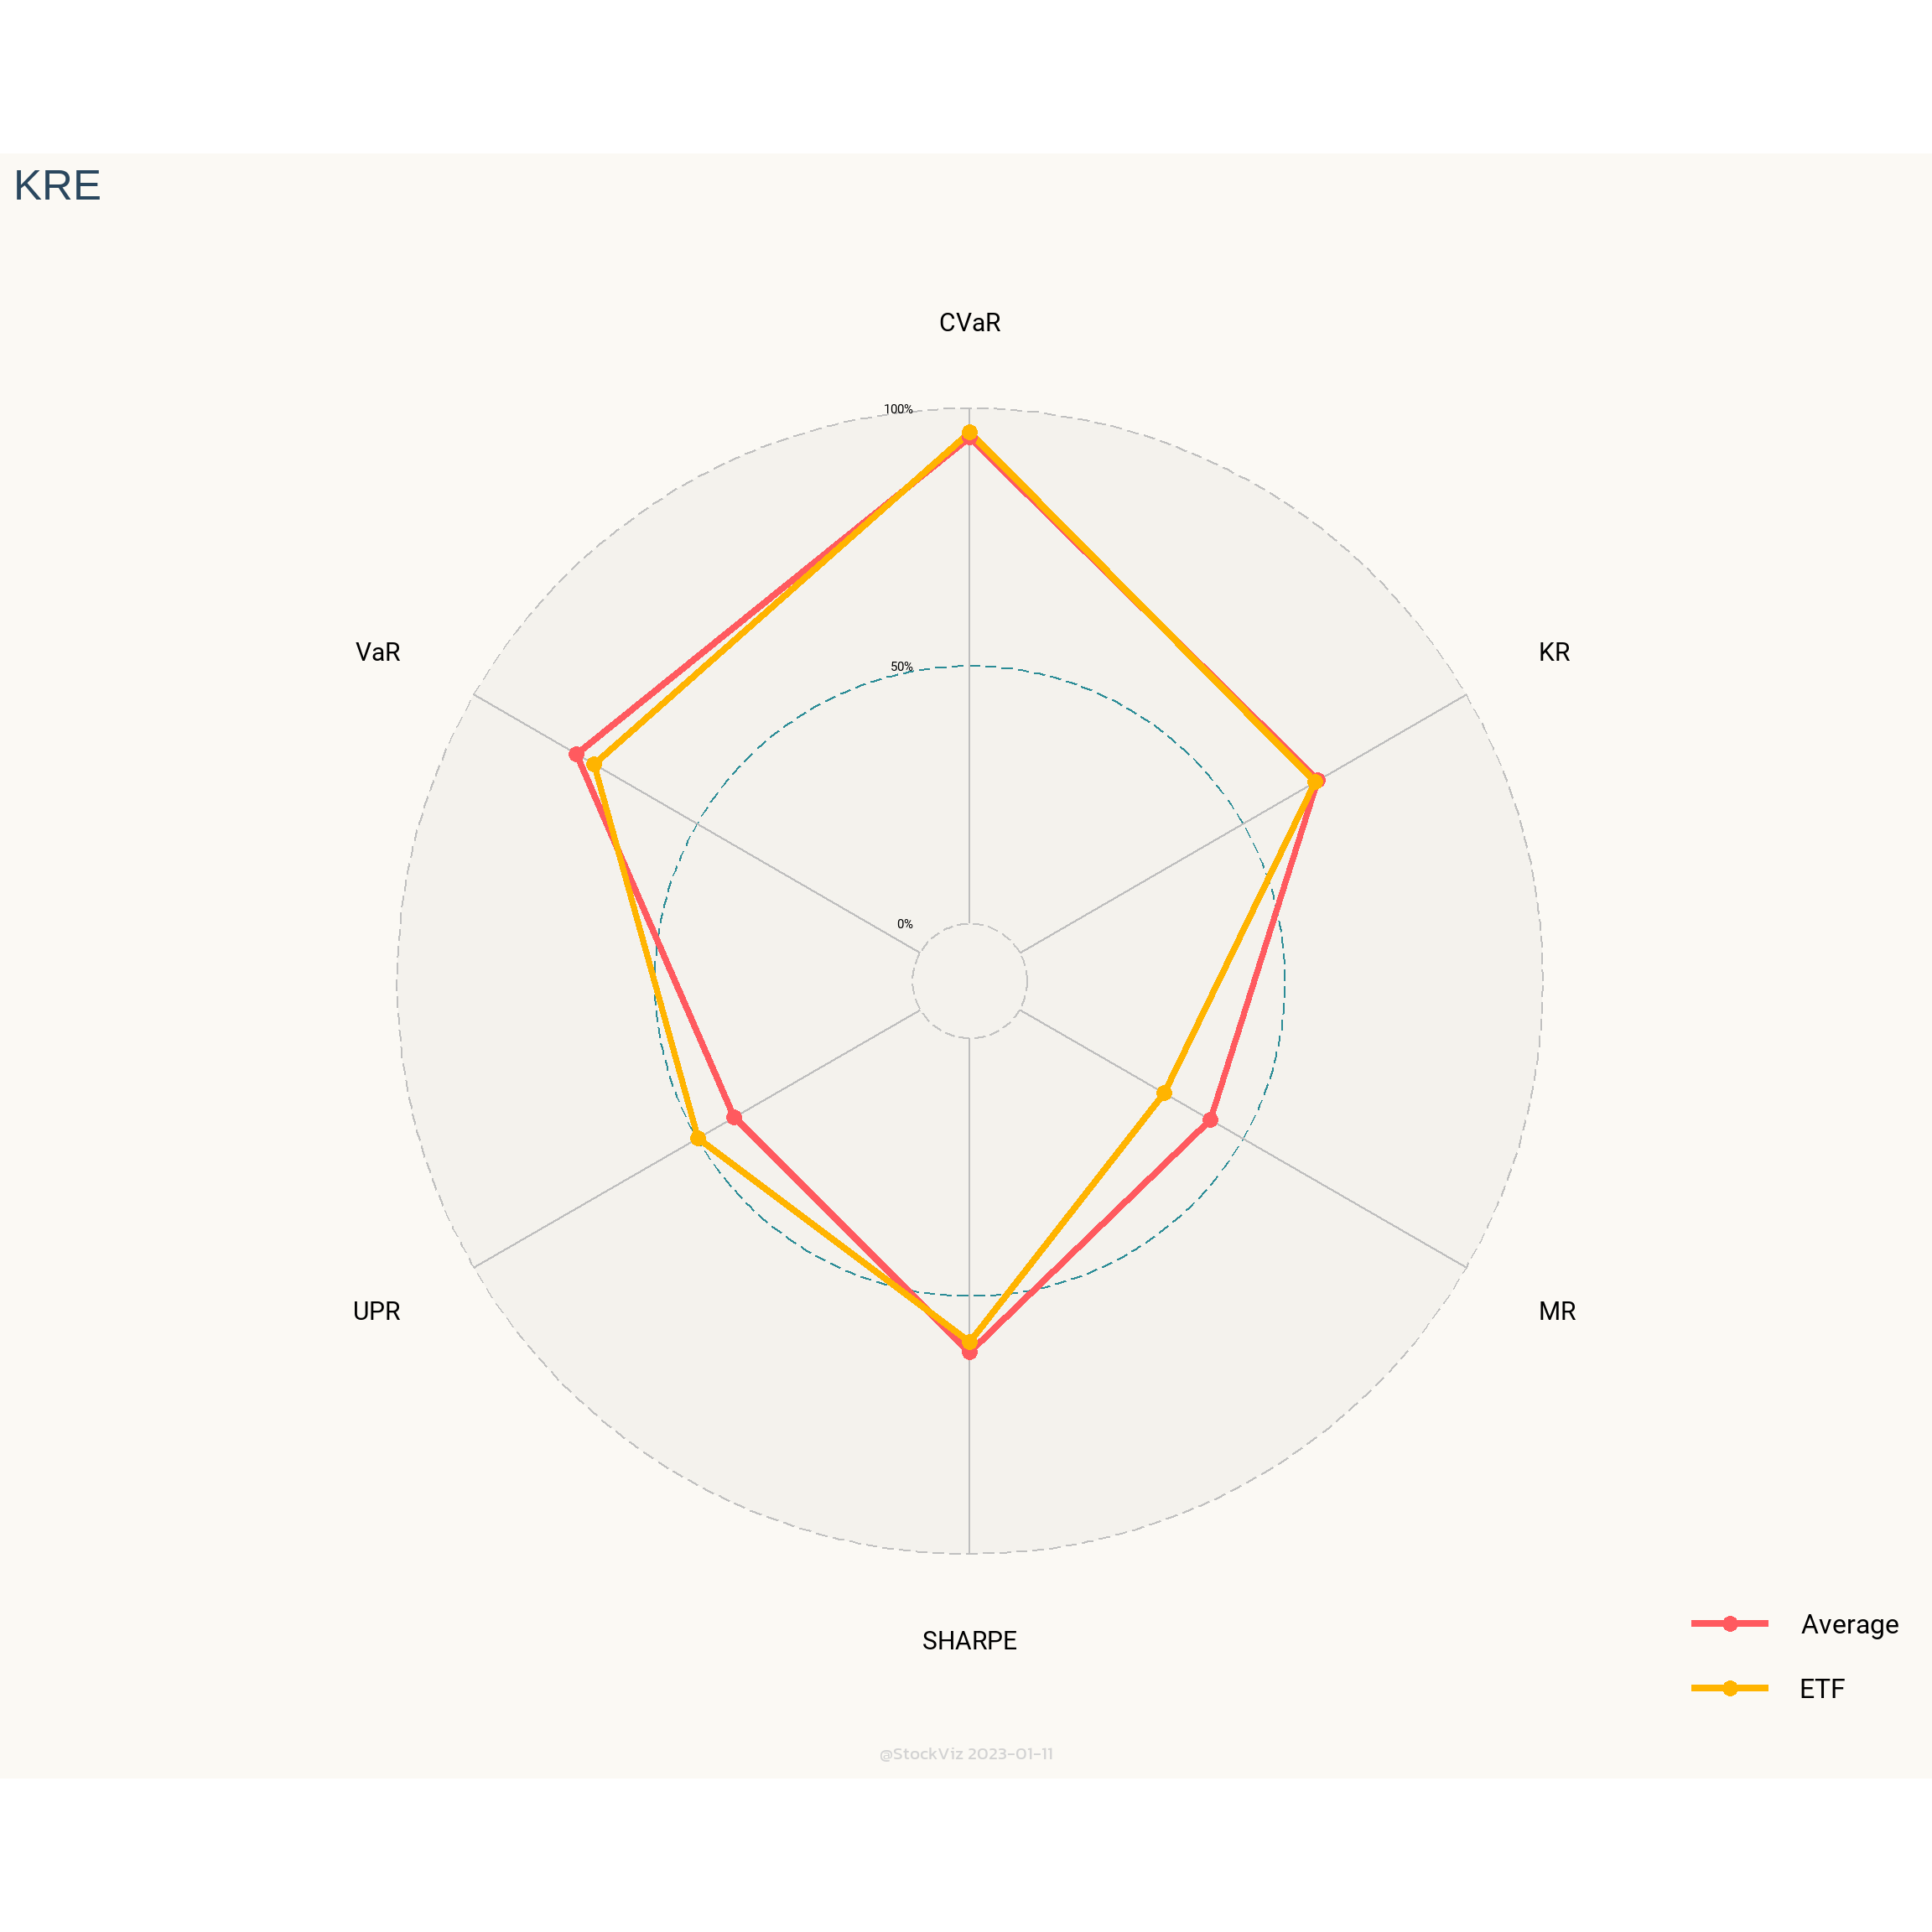 KRE
CVaR
100%
VaR
KR
50%
0%
UPR
MR
SHARPE
Average
ETF
@StockViz 2023-01-11